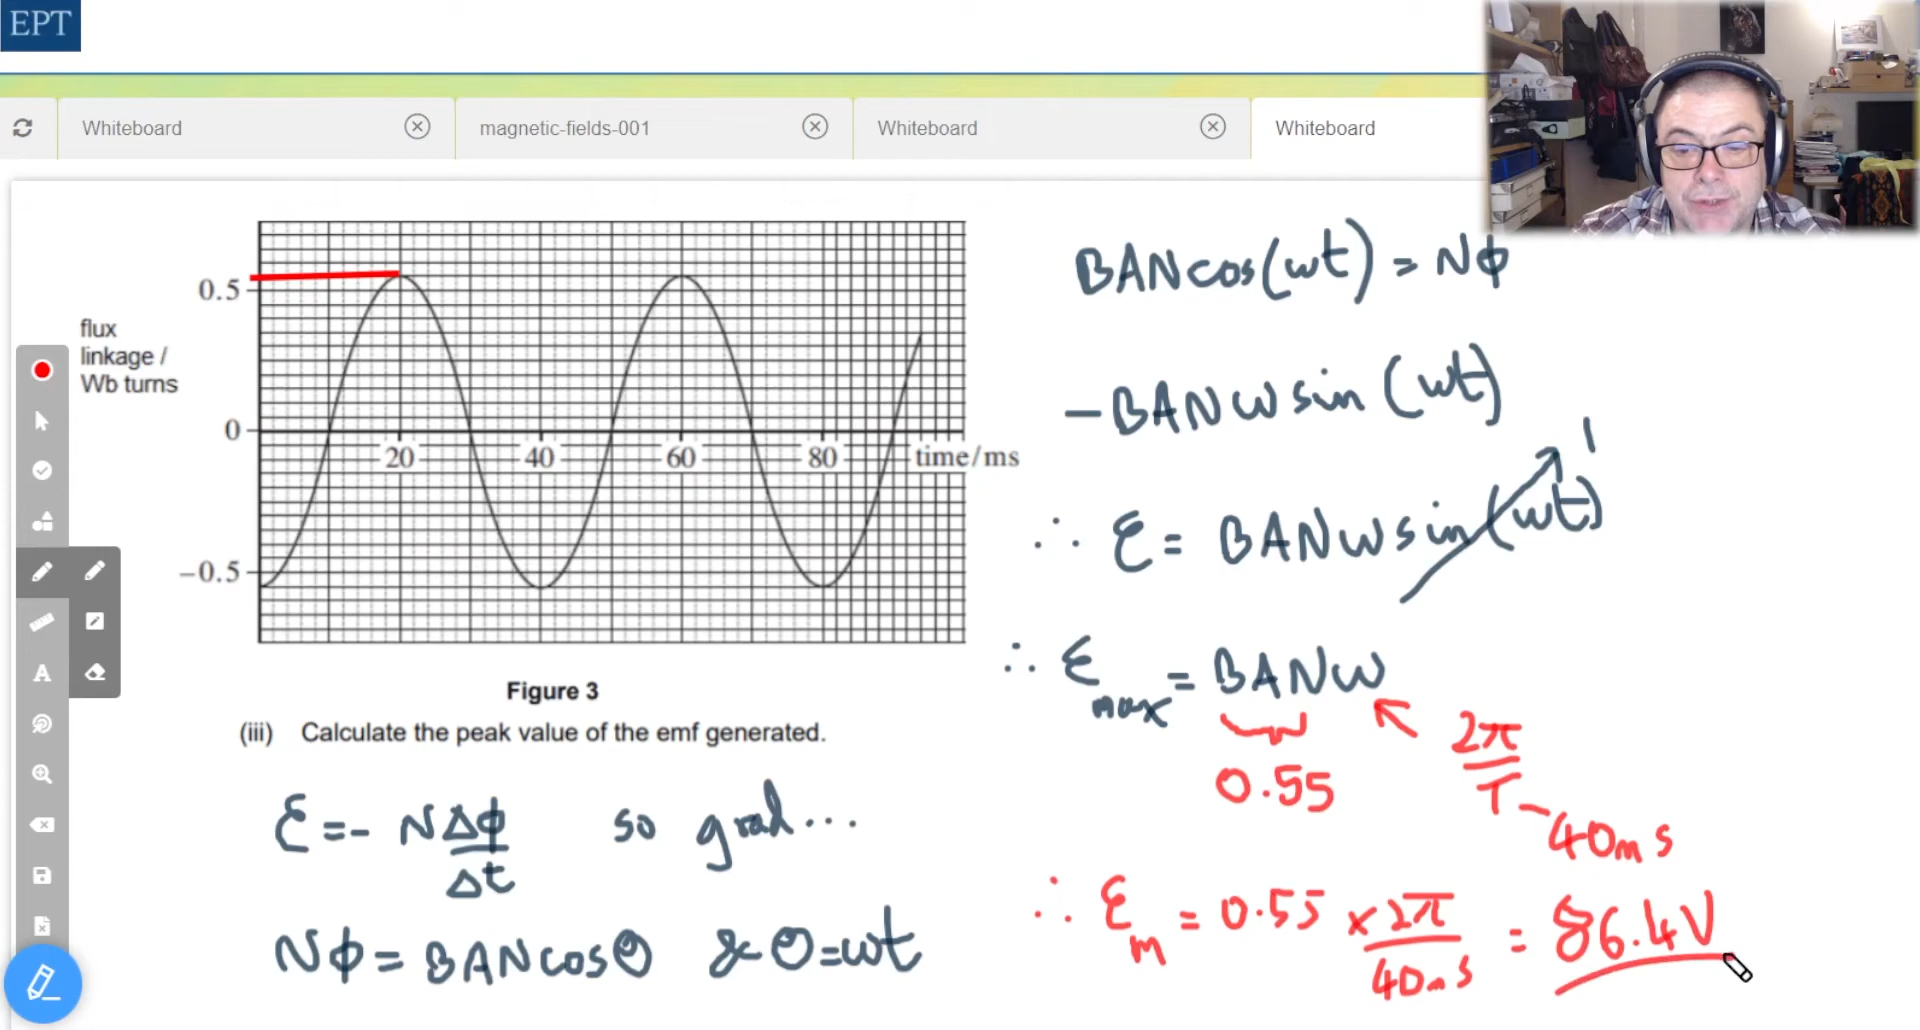 EPT
Whiteboard
magnetic-fields-001
Whiteboard
Whiteboard
0.5
flux
linkage /
Wb turns
0
20 40 60 80 time/ms
−0.5
Figure 3
(iii) Calculate the peak value of the emf generated.
ε = - NΔϕ/Δt so grad...
Nϕ = BANcosθ & θ=ωt
BANcos(ωt) = Nϕ
-BANωsin(ωt)
∴ ε = BANωsin(ωt) 1
∴ ε max = BANω
0.55
2π/T - 40ms
∴ ε m = 0.55 × 2π/40ms = 86.4V
A